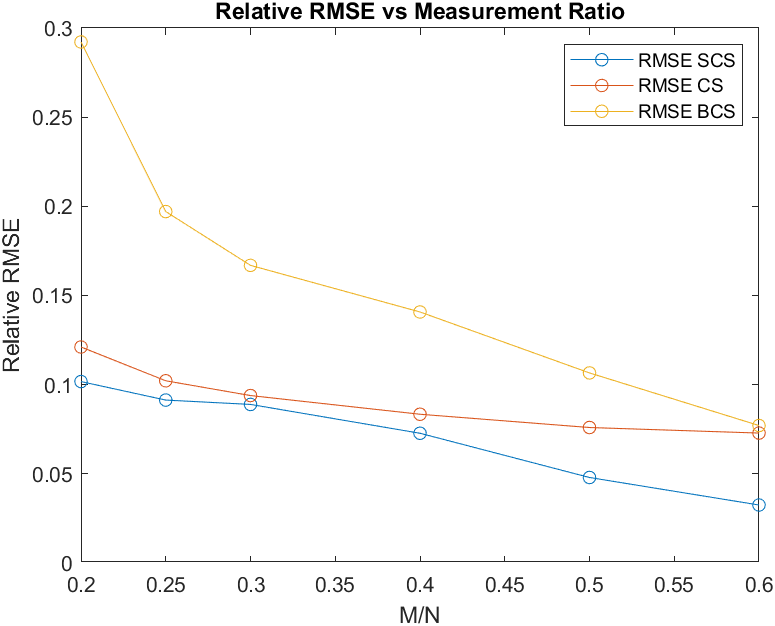 Relative RMSE vs Measurement Ratio
RMSE SCS
RMSE CS
RMSE BCS
Relative RMSE
0.3
0.25
0.2
0.15
0.1
0.05
0
0.2
0.25
0.3
0.35
0.4
0.45
0.5
0.55
0.6
M/N